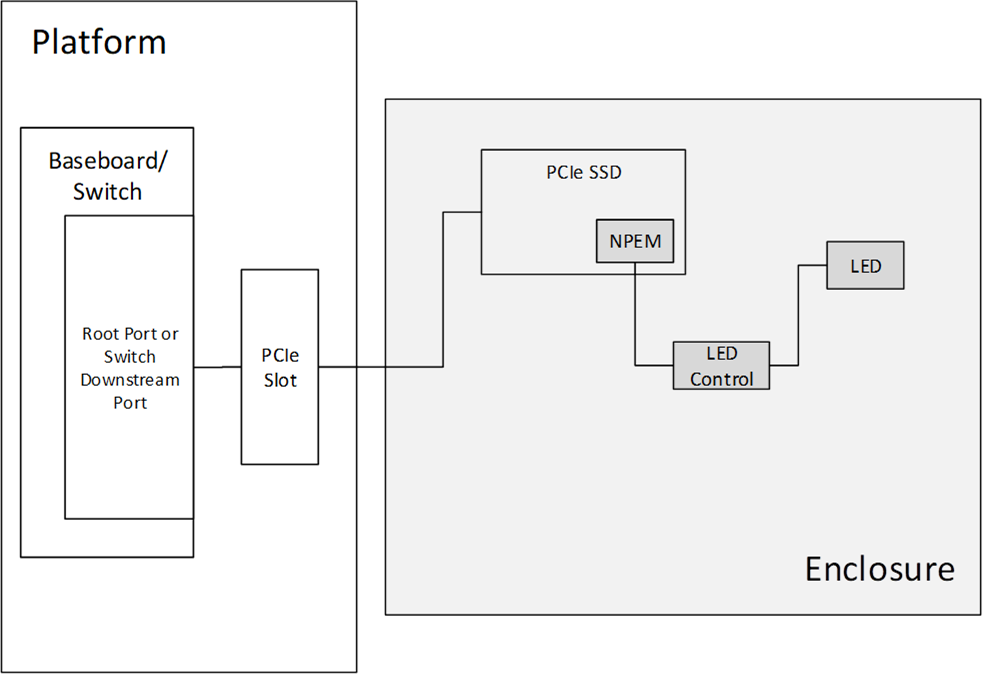 Platform
Baseboard/
Switch
Root Port or
Switch
Downstream
Port
PCIe
Slot
PCIe SSD
NPEM
LED
Control
LED
Enclosure